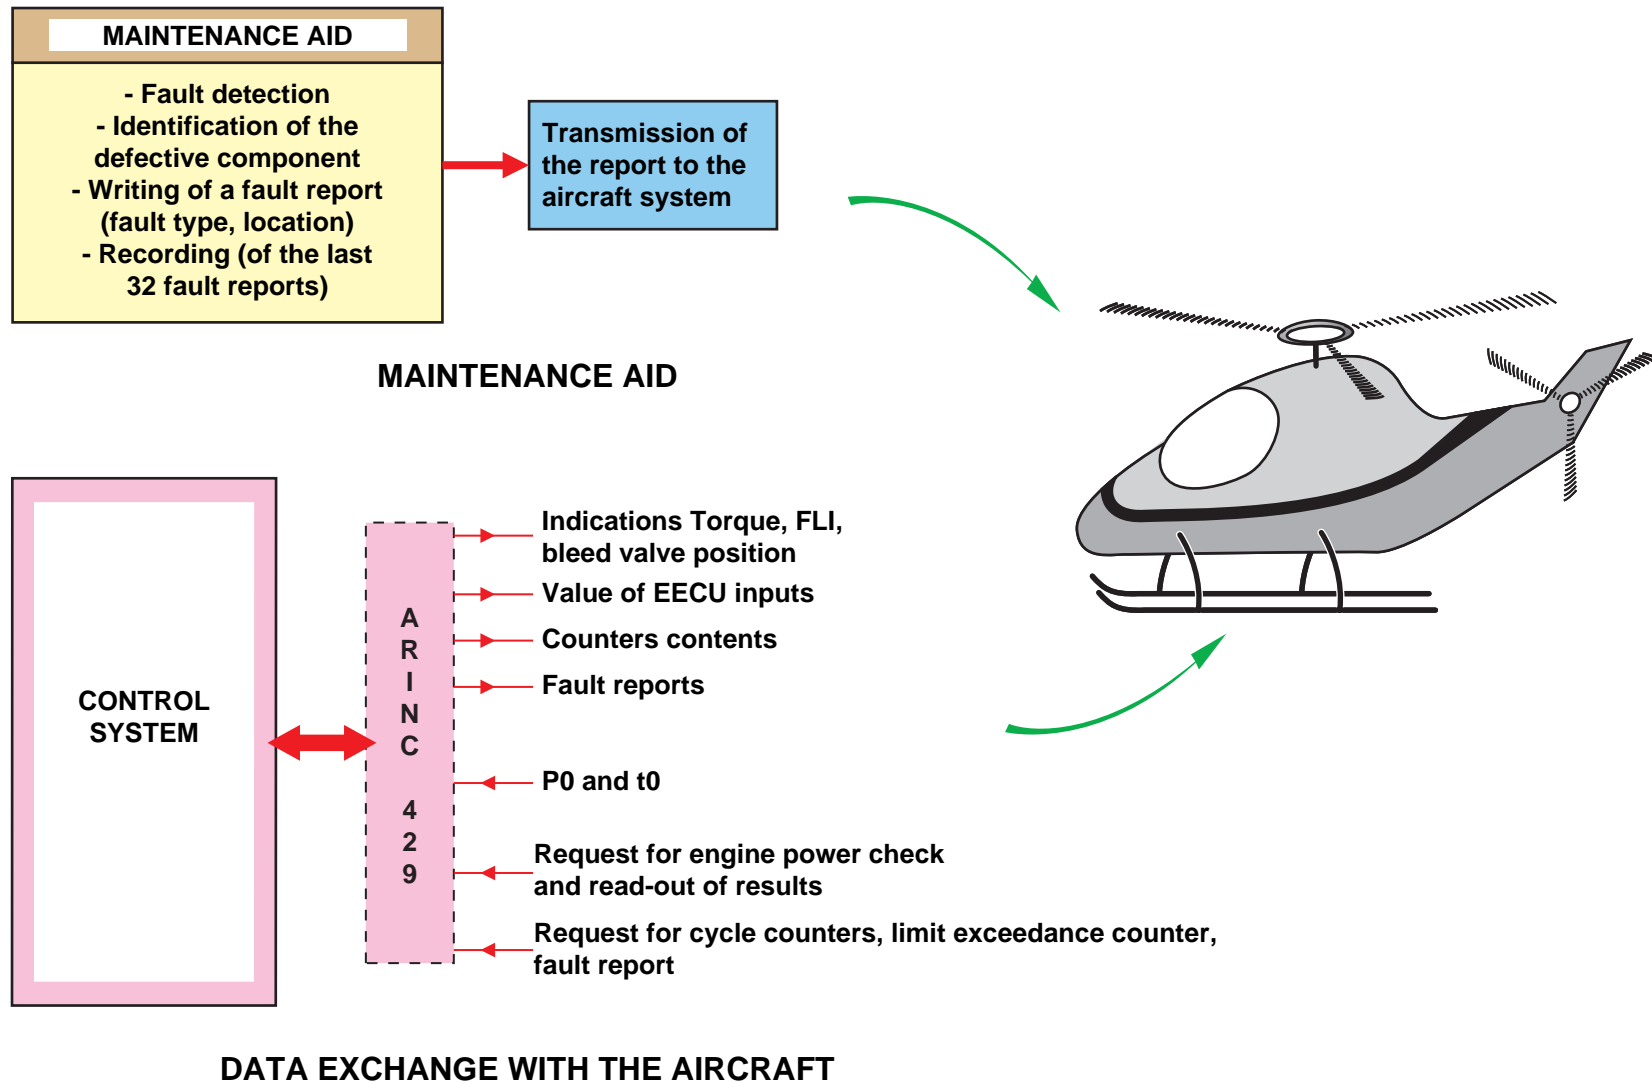 MAINTENANCE AID
- Fault detection
- Identification of the
defective component
- Writing of a fault report
(fault type, location)
- Recording (of the last
32 fault reports)
Transmission of
the report to the
aircraft system
MAINTENANCE AID
CONTROL
SYSTEM
A
R
I
N
C
4
2
9
Indications Torque, FLI,
bleed valve position
Value of EECU inputs
Counters contents
Fault reports
P0 and t0
Request for engine power check
and read-out of results
Request for cycle counters, limit exceedance counter,
fault report
DATA EXCHANGE WITH THE AIRCRAFT